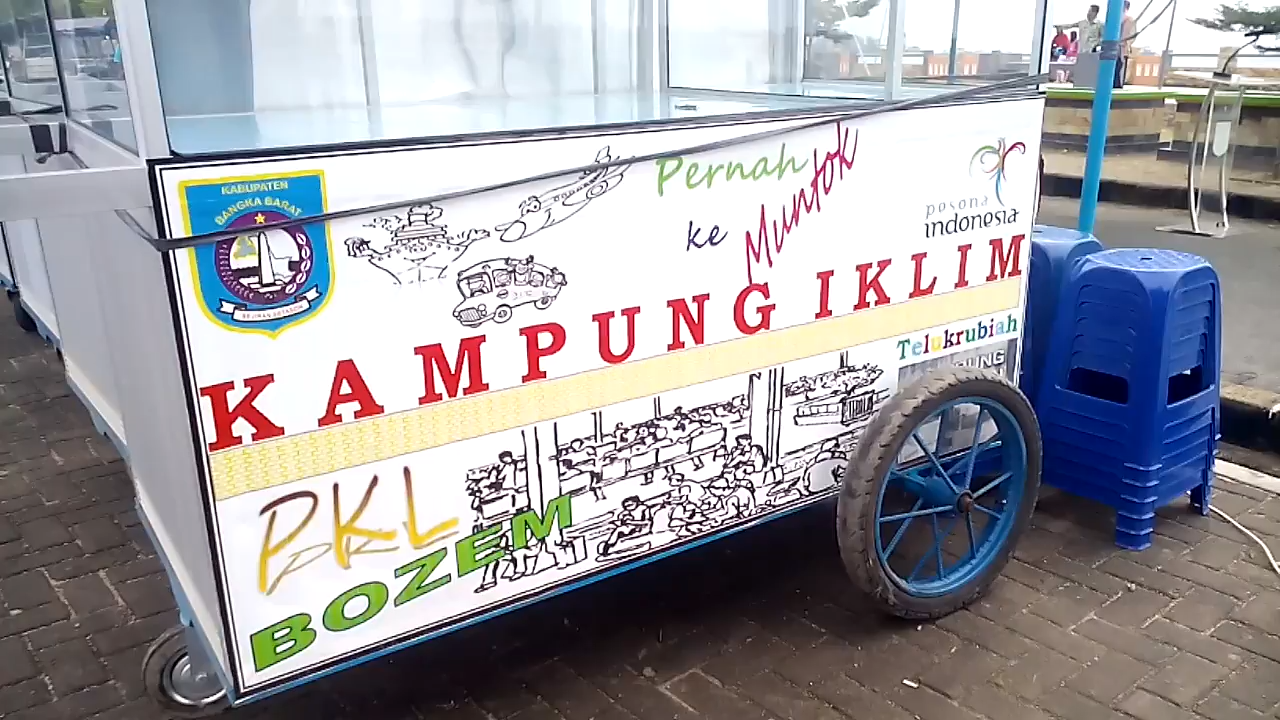 KABUPATEN
BANGKA BARAT
Pernah
ke Muntok
pesona
indonesia
KAMPUNG IKLIM
Telukrubiah
PKL
BOZEM